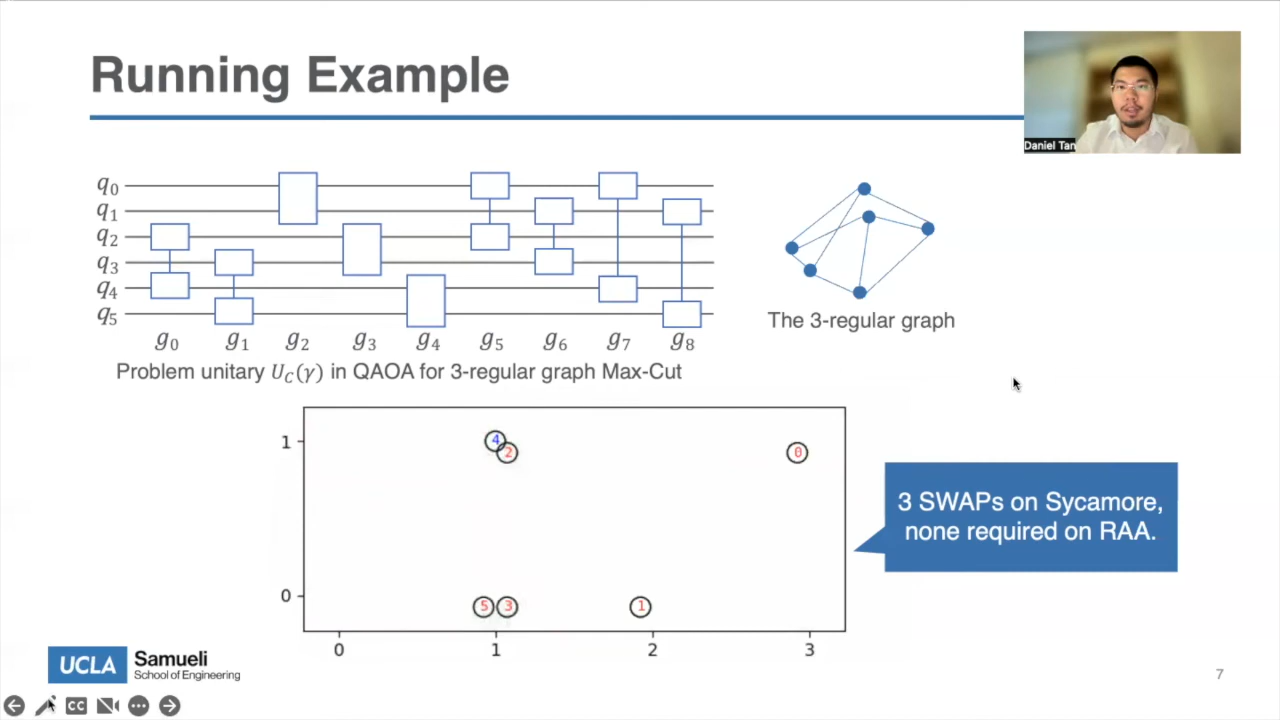 Running Example
Daniel Tan
q0
q1
q2
q3
q4
q5
g0 g1 g2 g3 g4 g5 g6 g7 g8
Problem unitary U_C(γ) in QAOA for 3-regular graph Max-Cut
The 3-regular graph
1
4
2
0
0
5
3
1
0 1 2 3
3 SWAPs on Sycamore,
none required on RAA.
UCLA
Samueli
School of Engineering
7
CC